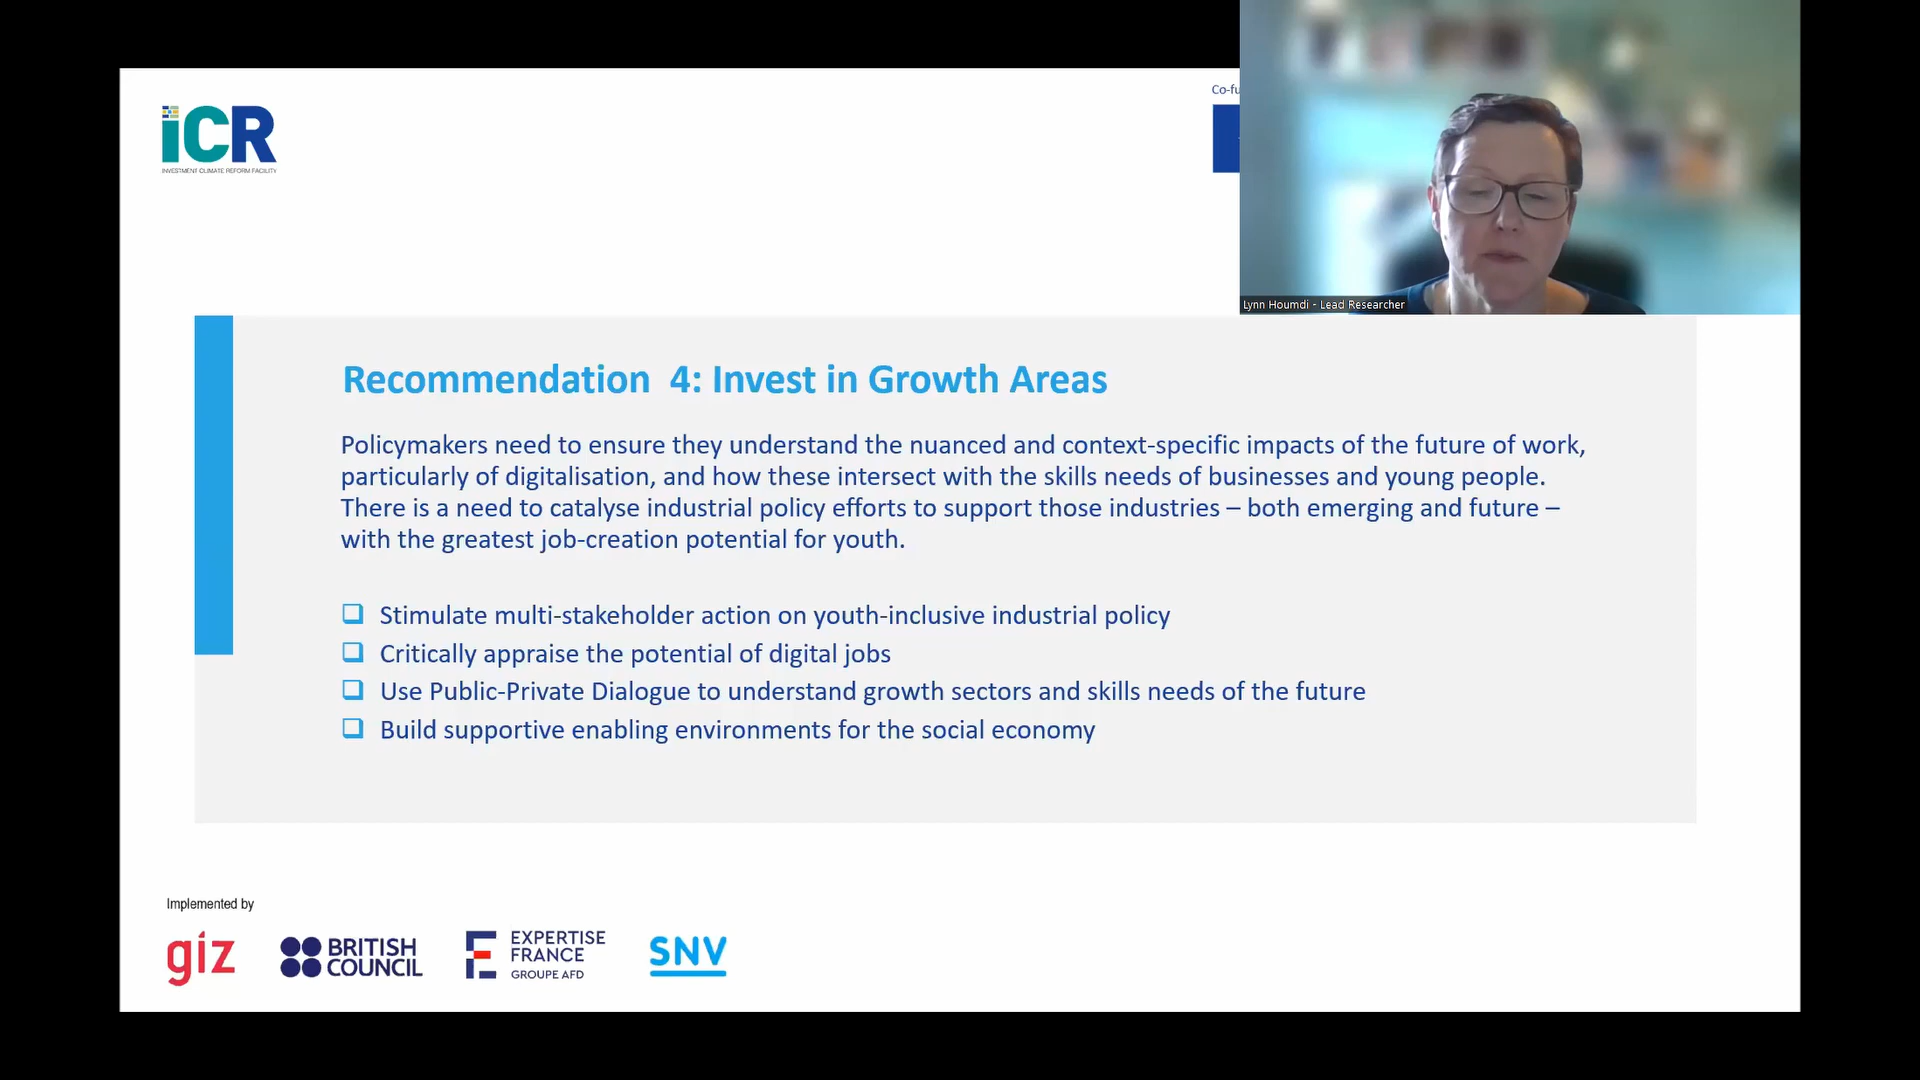 iCR
INVESTMENT CLIMATE REFORM FACILITY
Lynn Houmdi - Lead Researcher
Recommendation 4: Invest in Growth Areas
Policymakers need to ensure they understand the nuanced and context-specific impacts of the future of work,
particularly of digitalisation, and how these intersect with the skills needs of businesses and young people.
There is a need to catalyse industrial policy efforts to support those industries – both emerging and future –
with the greatest job-creation potential for youth.
Stimulate multi-stakeholder action on youth-inclusive industrial policy
Critically appraise the potential of digital jobs
Use Public-Private Dialogue to understand growth sectors and skills needs of the future
Build supportive enabling environments for the social economy
Implemented by
giz
BRITISH
COUNCIL
EXPERTISE
FRANCE
GROUPE AFD
SNV